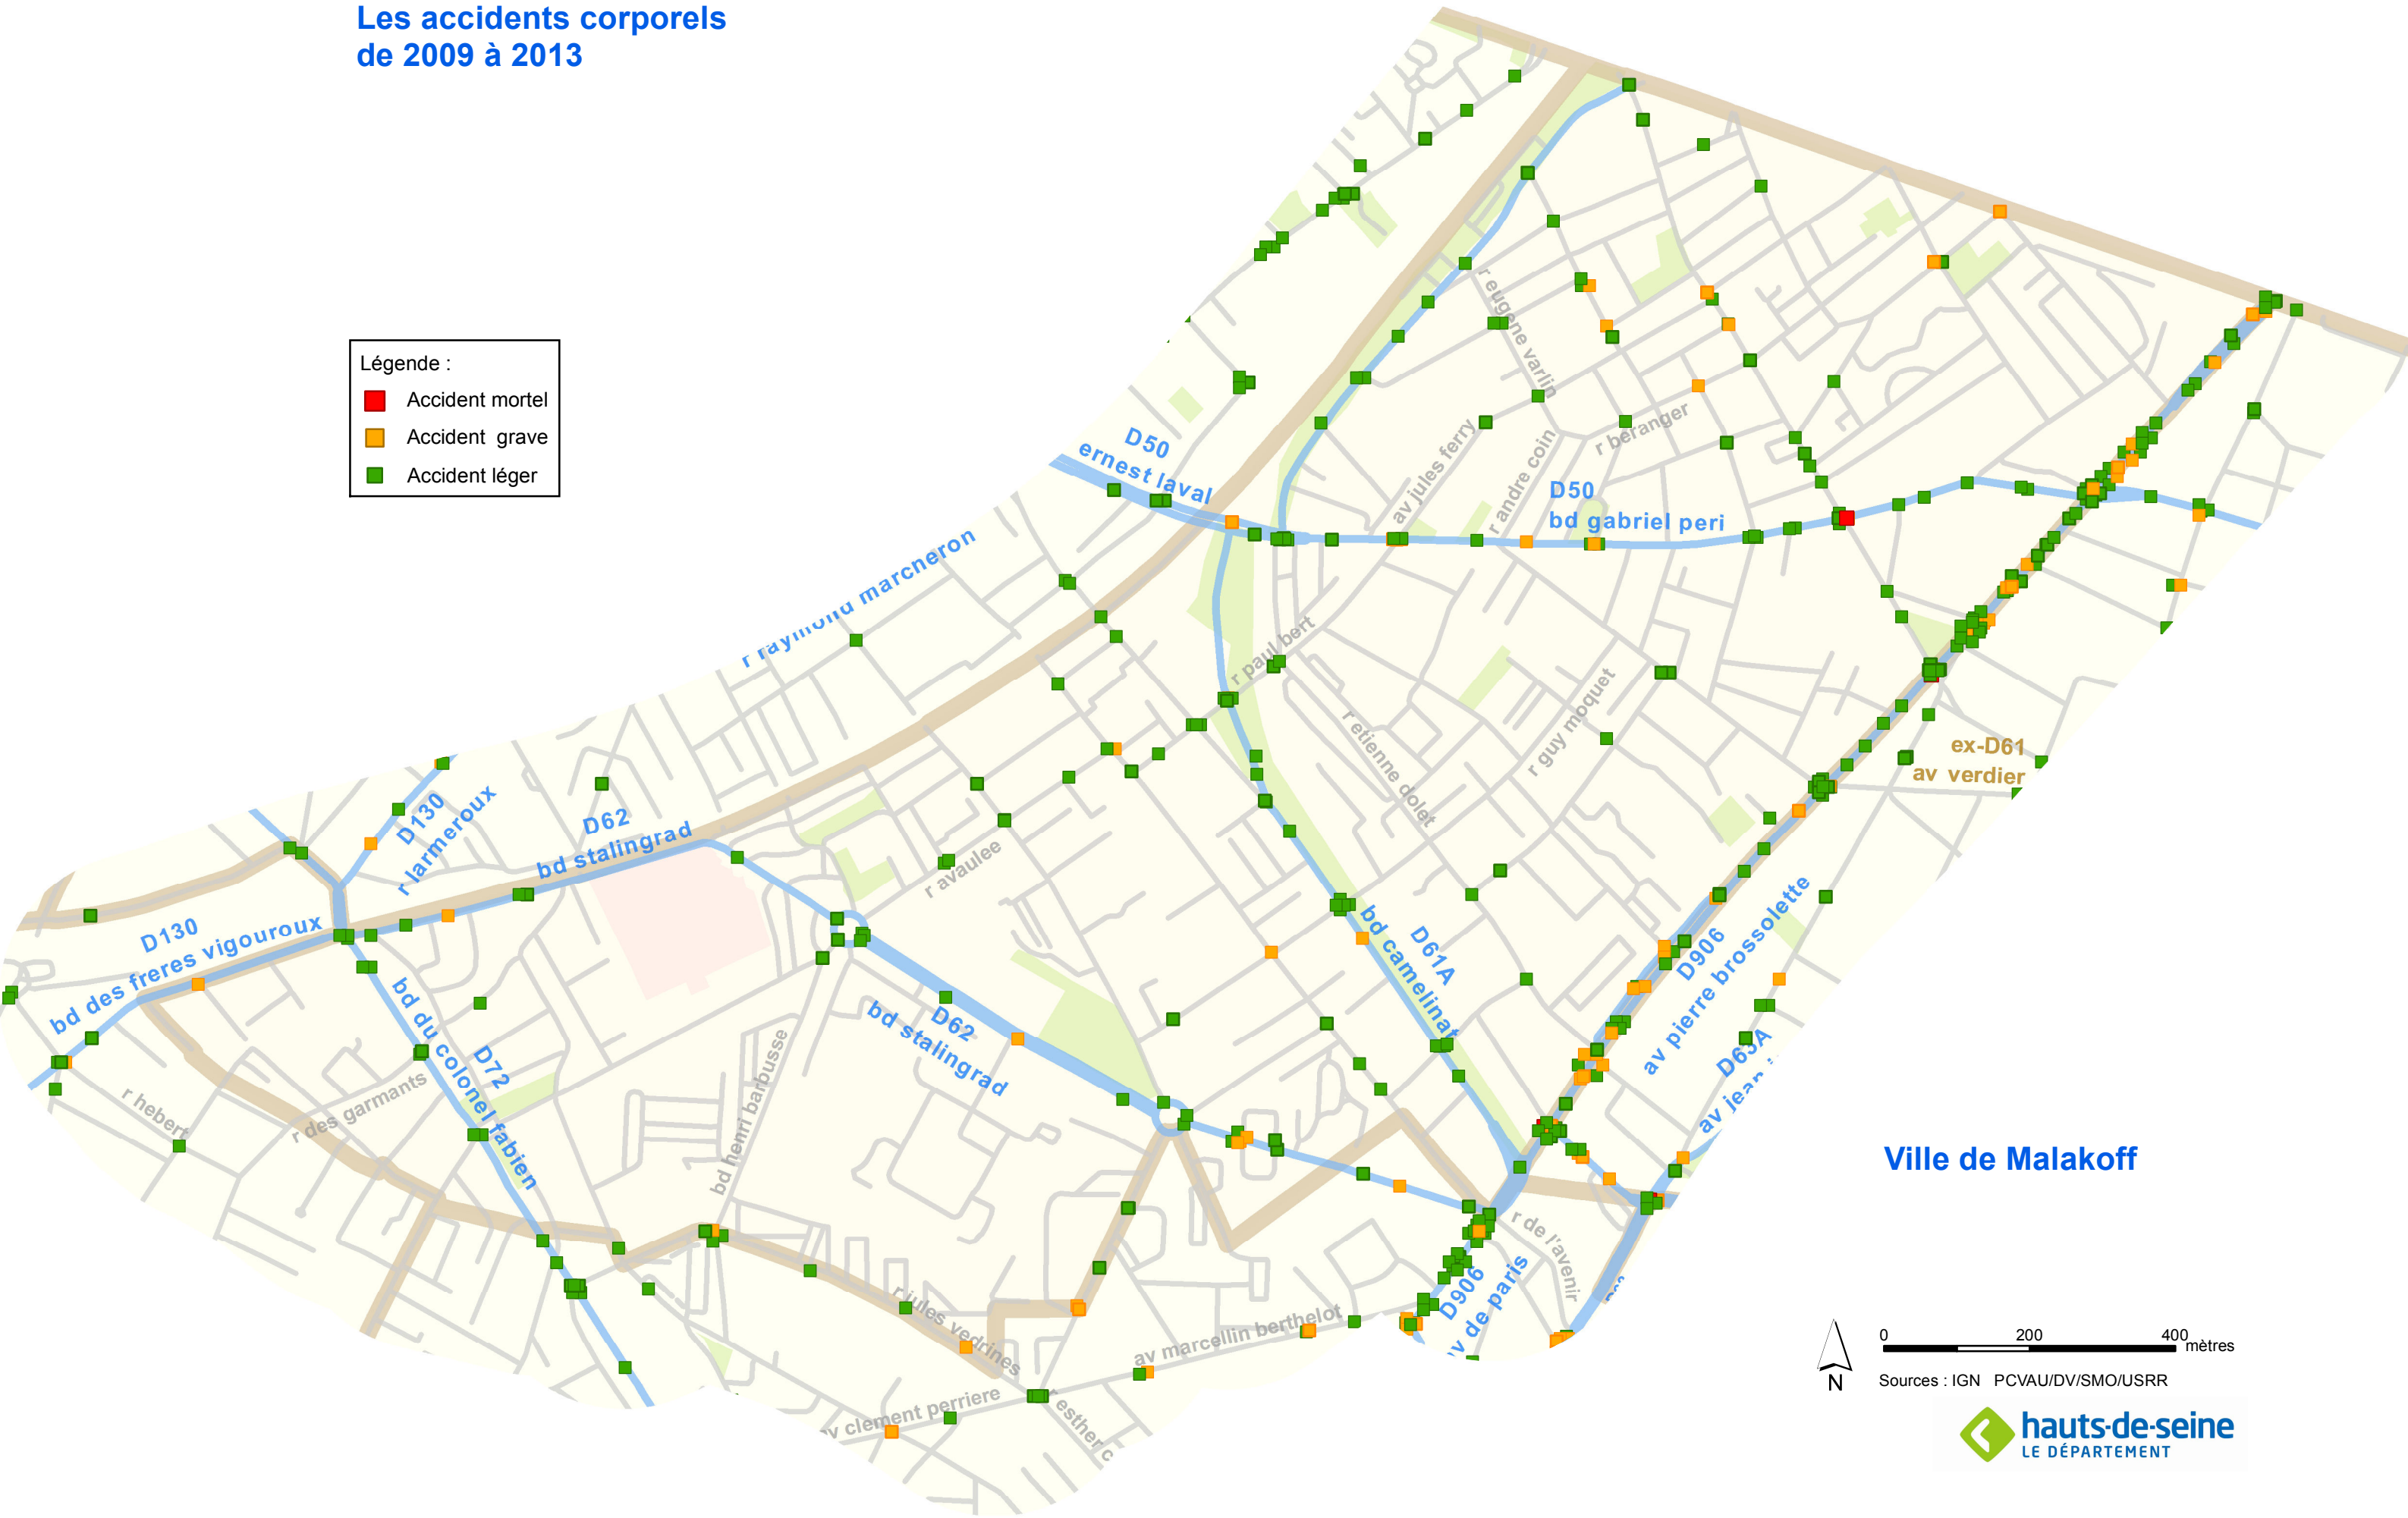 Les accidents corporels
de 2009 à 2013
Légende :
Accident mortel
Accident grave
Accident léger
D50
ernest laval
r eugene varlin
av jules ferry
r andre coin
r beranger
D50
bd gabriel peri
r raymond marcheron
r paul bert
r etienne dolet
r guy moquet
ex-D61
av verdier
D130
r larmeroux
D62
bd stalingrad
r avaulee
D130
bd des freres vigouroux
D61A
bd camelinat
D906
av pierre brossolette
D62
bd stalingrad
D72
bd du colonel fabien
r hebert
r des garmants
bd henri barbusse
D63A
av jean
Ville de Malakoff
r de l'avenir
D906
av de paris
r jules vedrines
av marcellin berthelot
av clement perriere
r esther c
0 200 400
mètres
N
Sources : IGN PCVAU/DV/SMO/USRR
hauts-de-seine
LE DÉPARTEMENT